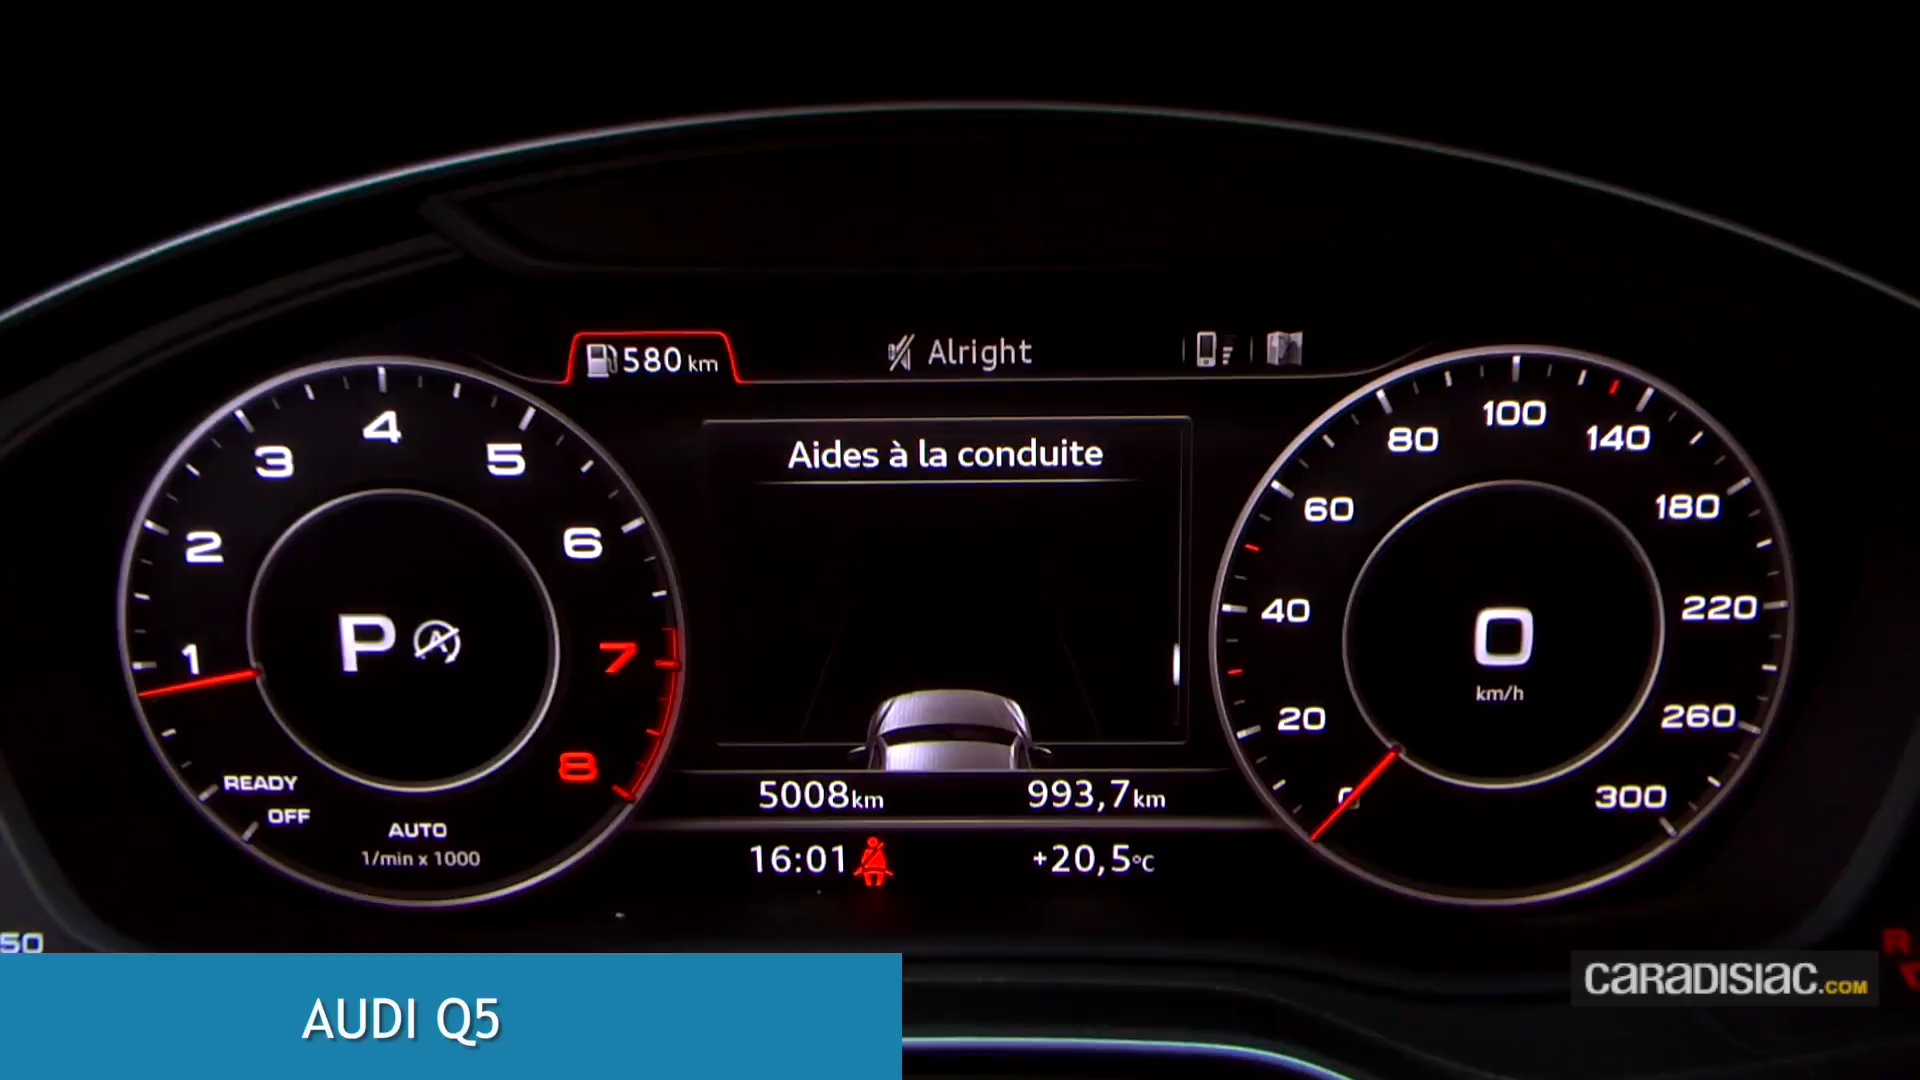 580 km
Alright
Aides à la conduite
1
2
3
4
5
6
7
8
P
READY
OFF
AUTO
1/min x 1000
5008km
993,7km
16:01
+20,5°C
0
20
40
60
80
100
140
180
220
260
300
0
km/h
50
R
AUDI Q5
CARADISIAC.COM